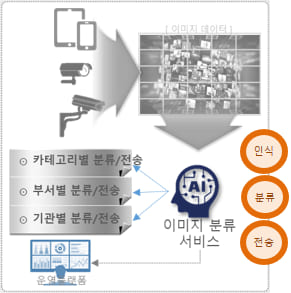 [ 이미지 데이터 ]
인식
카테고리별 분류/전송
부서별 분류/전송
기관별 분류/전송
AI
분류
이미지 분류
서비스
전송
운영플랫폼